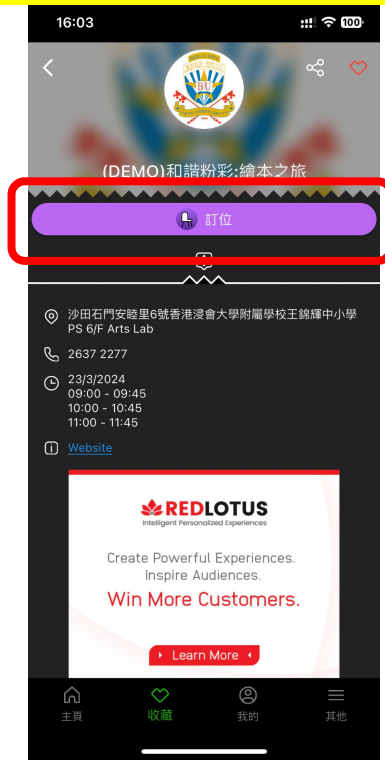 16:03
100
BU
(DEMO)和諧粉彩:繪本之旅
訂位
沙田石門安睦里6號香港浸會大學附屬學校王錦輝中小學
PS 6/F Arts Lab
2637 2277
23/3/2024
09:00 - 09:45
10:00 - 10:45
11:00 - 11:45
Website
REDLOTUS
Intelligent Personalized Experiences
Create Powerful Experiences.
Inspire Audiences.
Win More Customers.
Learn More
主頁
收藏
我的
其他